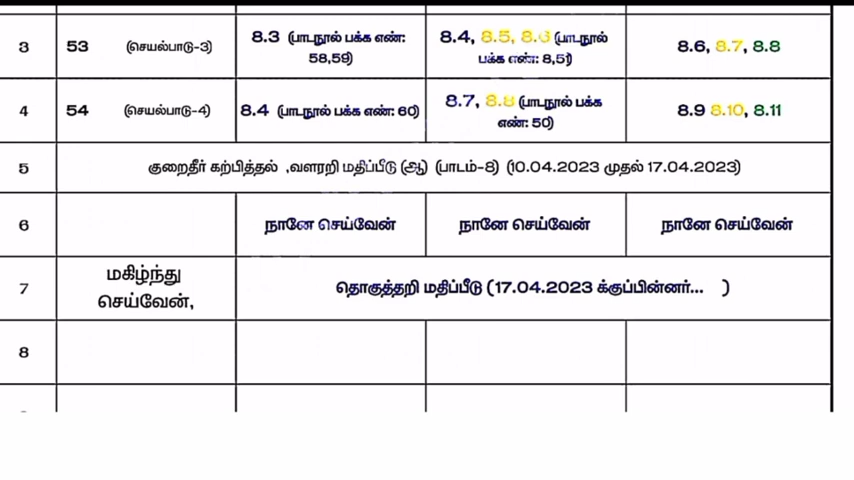 3 53 (செயல்பாடு-3) 8.3 (பாடநூல் பக்க எண்: 58,59) 8.4, 8.5, 8.6 (பாடநூல் பக்க எண்: 8,51) 8.6, 8.7, 8.8
4 54 (செயல்பாடு-4) 8.4 (பாடநூல் பக்க எண்: 60) 8.7, 8.8 (பாடநூல் பக்க எண்: 50) 8.9 8.10, 8.11
5 குறைதீர் கற்பித்தல் ,வளரறி மதிப்பீடு (ஆ) (பாடம்-8) (10.04.2023 முதல் 17.04.2023)
6 நானே செய்வேன் நானே செய்வேன் நானே செய்வேன்
7 மகிழ்ந்து செய்வேன், தொகுத்தறி மதிப்பீடு (17.04.2023 க்குப்பின்னர்... )
8